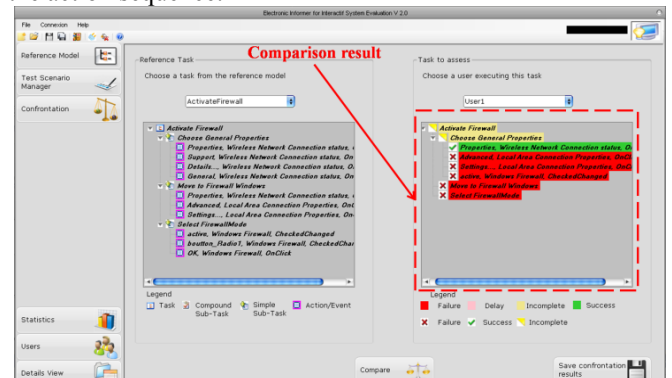 the action sequence.
Electronic Informer for Interactif System Evaluation V 2.0
File Connexion Help
Reference Model
Test Scenario
Manager
Confrontation
Statistics
Users
Details View
Comparison result
Reference Task
Choose a task from the reference model
ActivateFirewall
Activate Firewall
Choose General Properties
Properties, Wireless Network Connection status,
Support, Wireless Network Connection status, On
Details..., Wireless Network Connection status, O
General, Wireless Network Connection status, On
Move to Firewall Windows
Properties, Wireless Network Connection status,
Advanced, Local Area Connection Properties, OnC
Settings..., Local Area Connection Properties, On
Select FirewallMode
active, Windows Firewall, CheckedChanged
boutton_Radio1, Windows Firewall, CheckedChar
OK, Windows Firewall, OnClick
Legend
Task Compound Sub-Task Simple Sub-Task Action/Event
Task to assess
Choose a user executing this task
User1
Activate Firewall
Choose General Properties
Properties, Wireless Network Connection status, O
Advanced, Local Area Connection Properties, OnCl
Settings..., Local Area Connection Properties, On
active, Windows Firewall, CheckedChanged
Move to Firewall Windows
Select FirewallMode
Legend
Failure Delay Incomplete Success
Failure Success Incomplete
Compare
Save confrontation
results